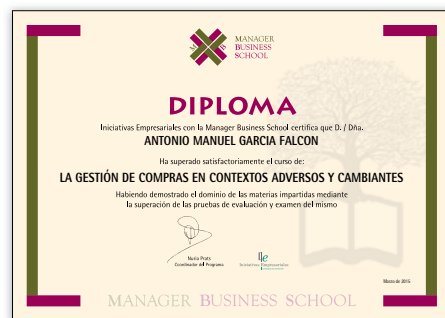 MANAGER
BUSINESS
SCHOOL
M B
DIPLOMA
Iniciativas Empresariales con la Manager Business School certifica que D. / Dña.
ANTONIO MANUEL GARCIA FALCON
Ha superado satisfactoriamente el curso de:
LA GESTIÓN DE COMPRAS EN CONTEXTOS ADVERSOS Y CAMBIANTES
Habiendo demostrado el dominio de las materias impartidas mediante
la superación de las pruebas de evaluación y examen del mismo
Nuria Prats
Coordinador del Programa
Iniciativas Empresariales
Marzo de 2015
MANAGER BUSINESS SCHOOL